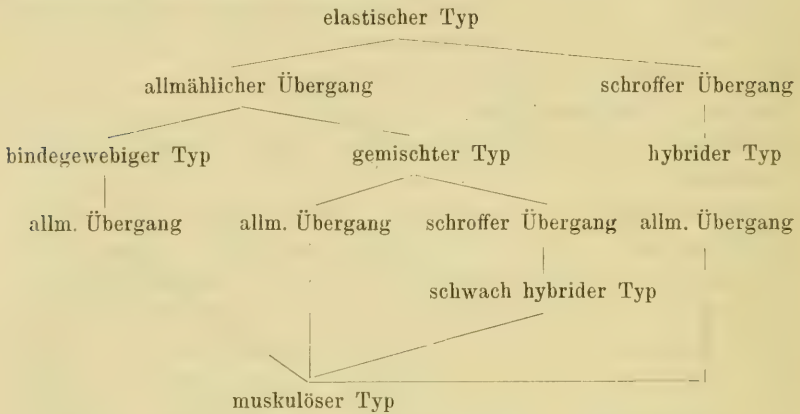 elastischer Typ
allmählicher Übergang schroffer Übergang
bindegewebiger Typ gemischter Typ hybrider Typ
allm. Übergang allm. Übergang schroffer Übergang allm. Übergang
schwach hybrider Typ
muskulöser Typ